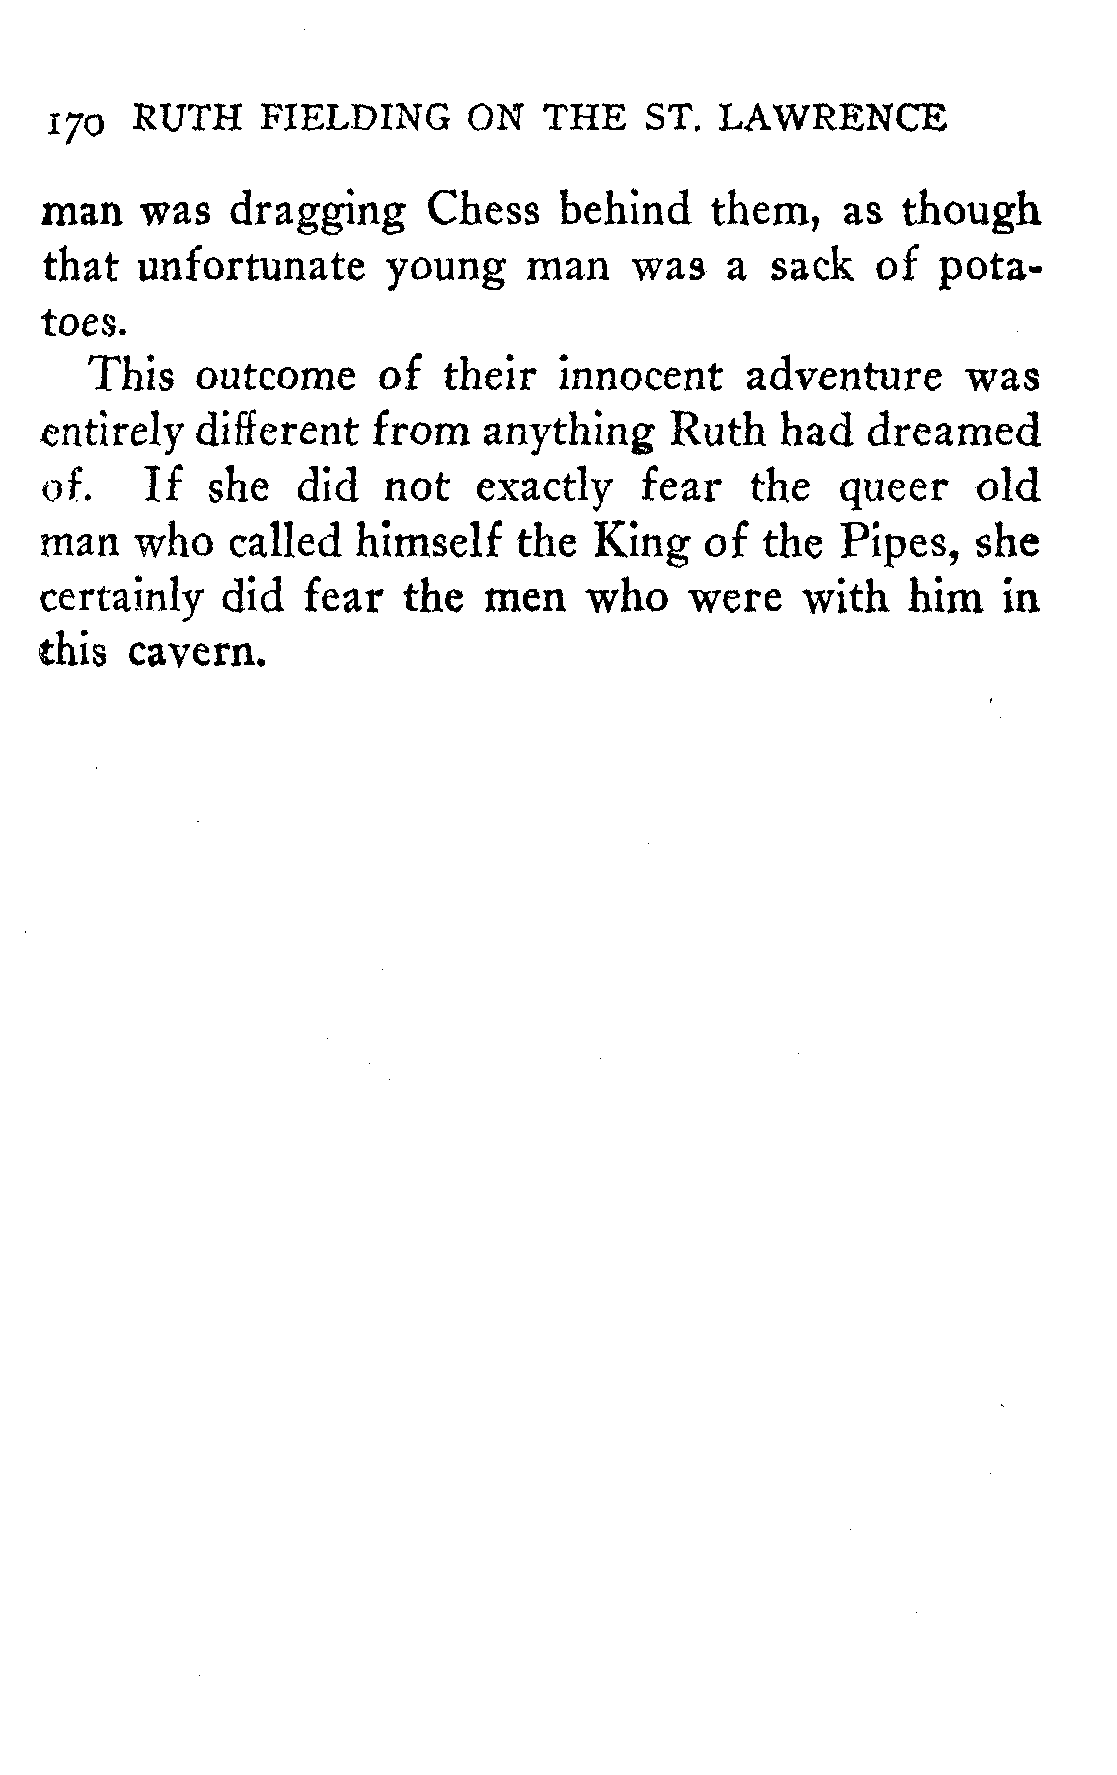 170 RUTH FIELDING ON THE ST. LAWRENCE
man was dragging Chess behind them, as though
that unfortunate young man was a sack of pota-
toes.
This outcome of their innocent adventure was
entirely different from anything Ruth had dreamed
of. If she did not exactly fear the queer old
man who called himself the King of the Pipes, she
certainly did fear the men who were with him in
this cavern.